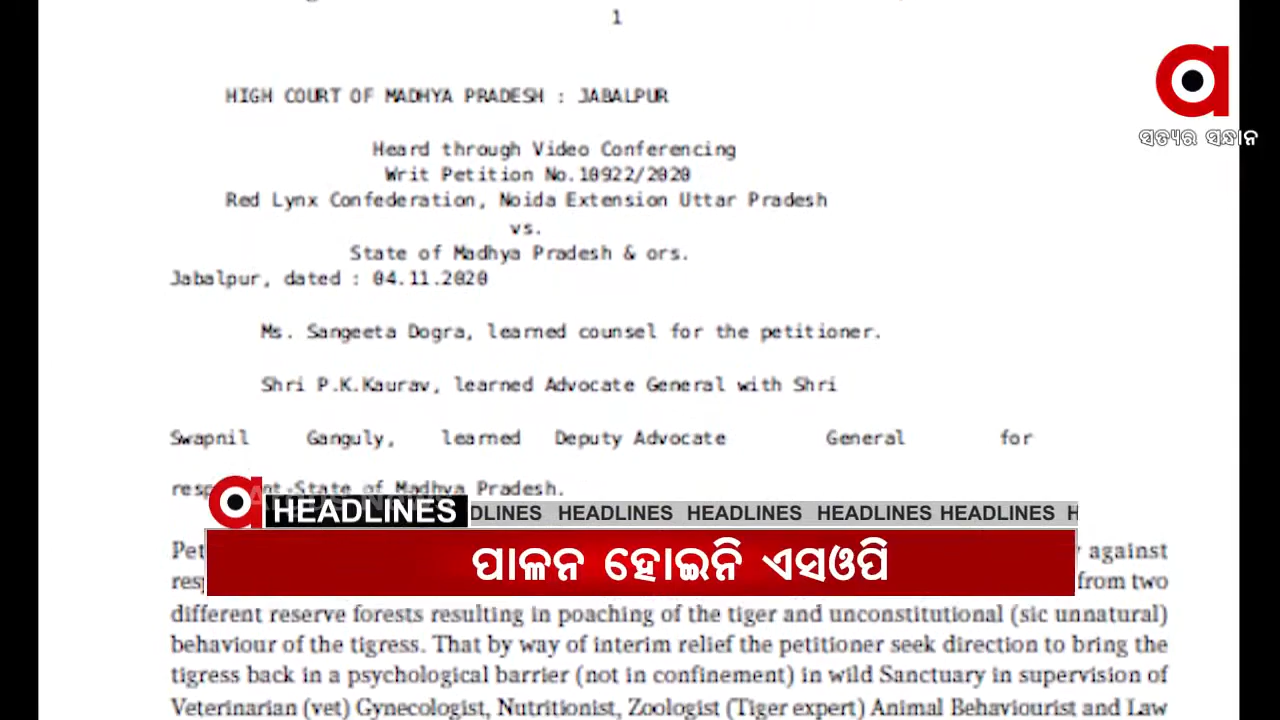 1
HIGH COURT OF MADHYA PRADESH : JABALPUR
ସତ୍ୟର ସନ୍ଧାନ
Heard through Video Conferencing
Writ Petition No.10922/2020
Red Lynx Confederation, Noida Extension Uttar Pradesh
vs.
State of Madhya Pradesh & ors.
Jabalpur, dated : 04.11.2020
Ms. Sangeeta Dogra, learned counsel for the petitioner.
Shri P.K.Kaurav, learned Advocate General with Shri
Swapnil Ganguly, learned Deputy Advocate General for
State of Madhya Pradesh.
HEADLINES DLINES HEADLINES HEADLINES HEADLINES HEADLINES H
ପାଳନ ହୋଇନି ଏସଓପି
against
from two
different reserve forests resulting in poaching of the tiger and unconstitutional (sic unnatural)
behaviour of the tigress. That by way of interim relief the petitioner seek direction to bring the
tigress back in a psychological barrier (not in confinement) in wild Sanctuary in supervision of
Veterinarian (vet) Gynecologist, Nutritionist, Zoologist (Tiger expert) Animal Behaviourist and Law